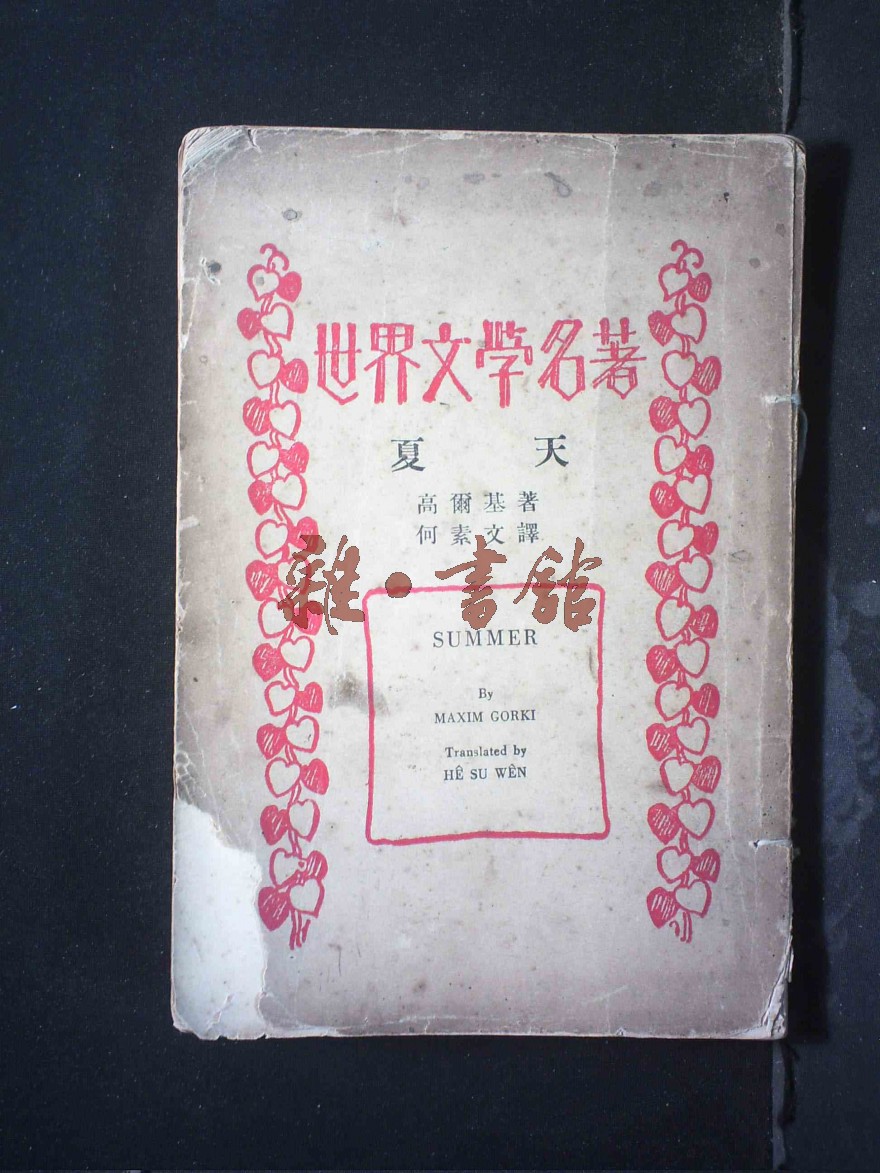 世界文學名著
夏天
高爾基著
何素文譯
雜·書館
SUMMER
By
MAXIM GORKI
Translated by
HÊ SU WÊN